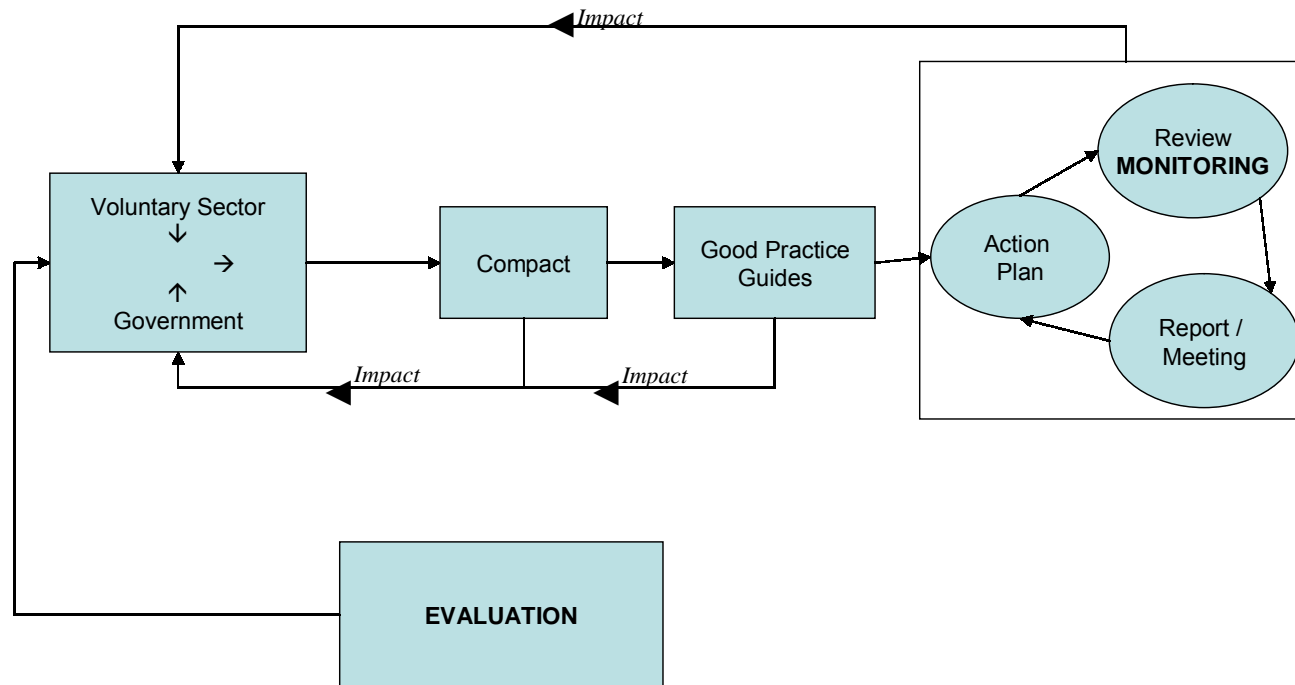 Impact
Review
MONITORING
Voluntary Sector
↓
→
↑
Government
Compact
Good Practice
Guides
Action
Plan
Report /
Meeting
Impact
Impact
EVALUATION